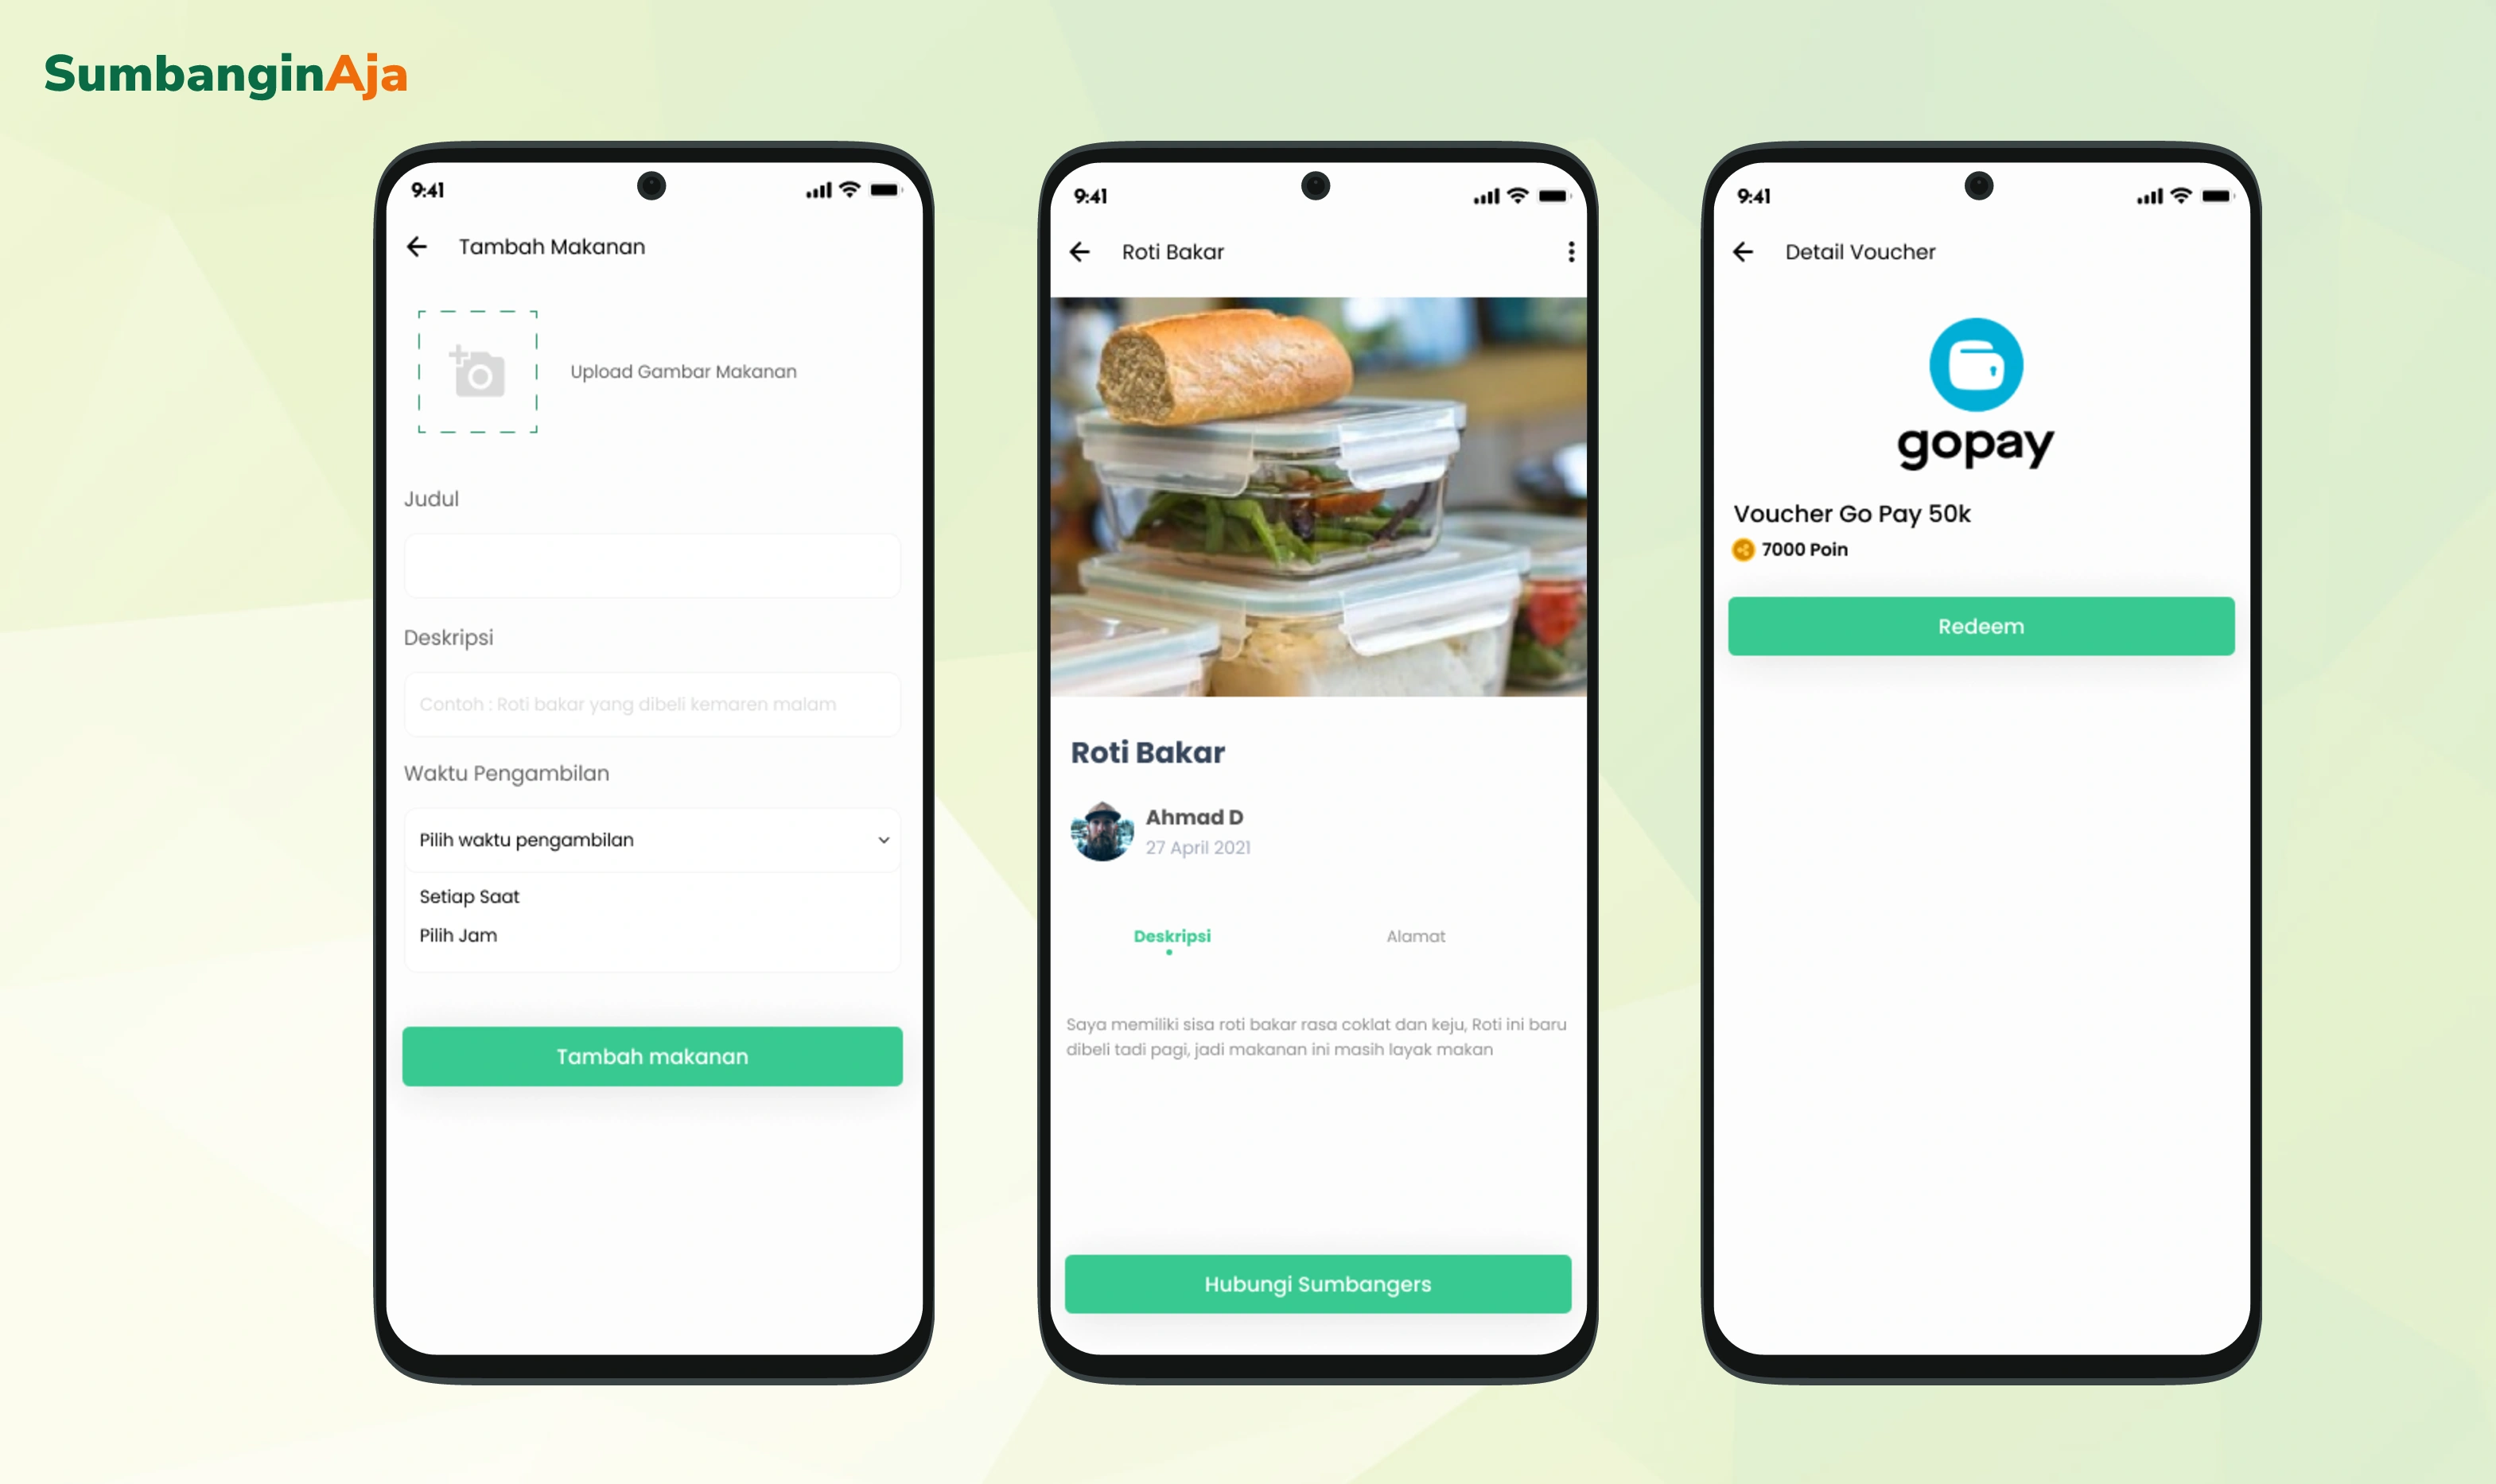 SumbanginAja
9:41
Tambah Makanan
Upload Gambar Makanan
Judul
Deskripsi
Contoh : Roti bakar yang dibeli kemaren malam
Waktu Pengambilan
Pilih waktu pengambilan
Setiap Saat
Pilih Jam
Tambah makanan
9:41
Roti Bakar
Roti Bakar
Ahmad D
27 April 2021
Deskripsi
Alamat
Saya memiliki sisa roti bakar rasa coklat dan keju, Roti ini baru
dibeli tadi pagi, jadi makanan ini masih layak makan
Hubungi Sumbangers
9:41
Detail Voucher
gopay
Voucher Go Pay 50k
7000 Poin
Redeem